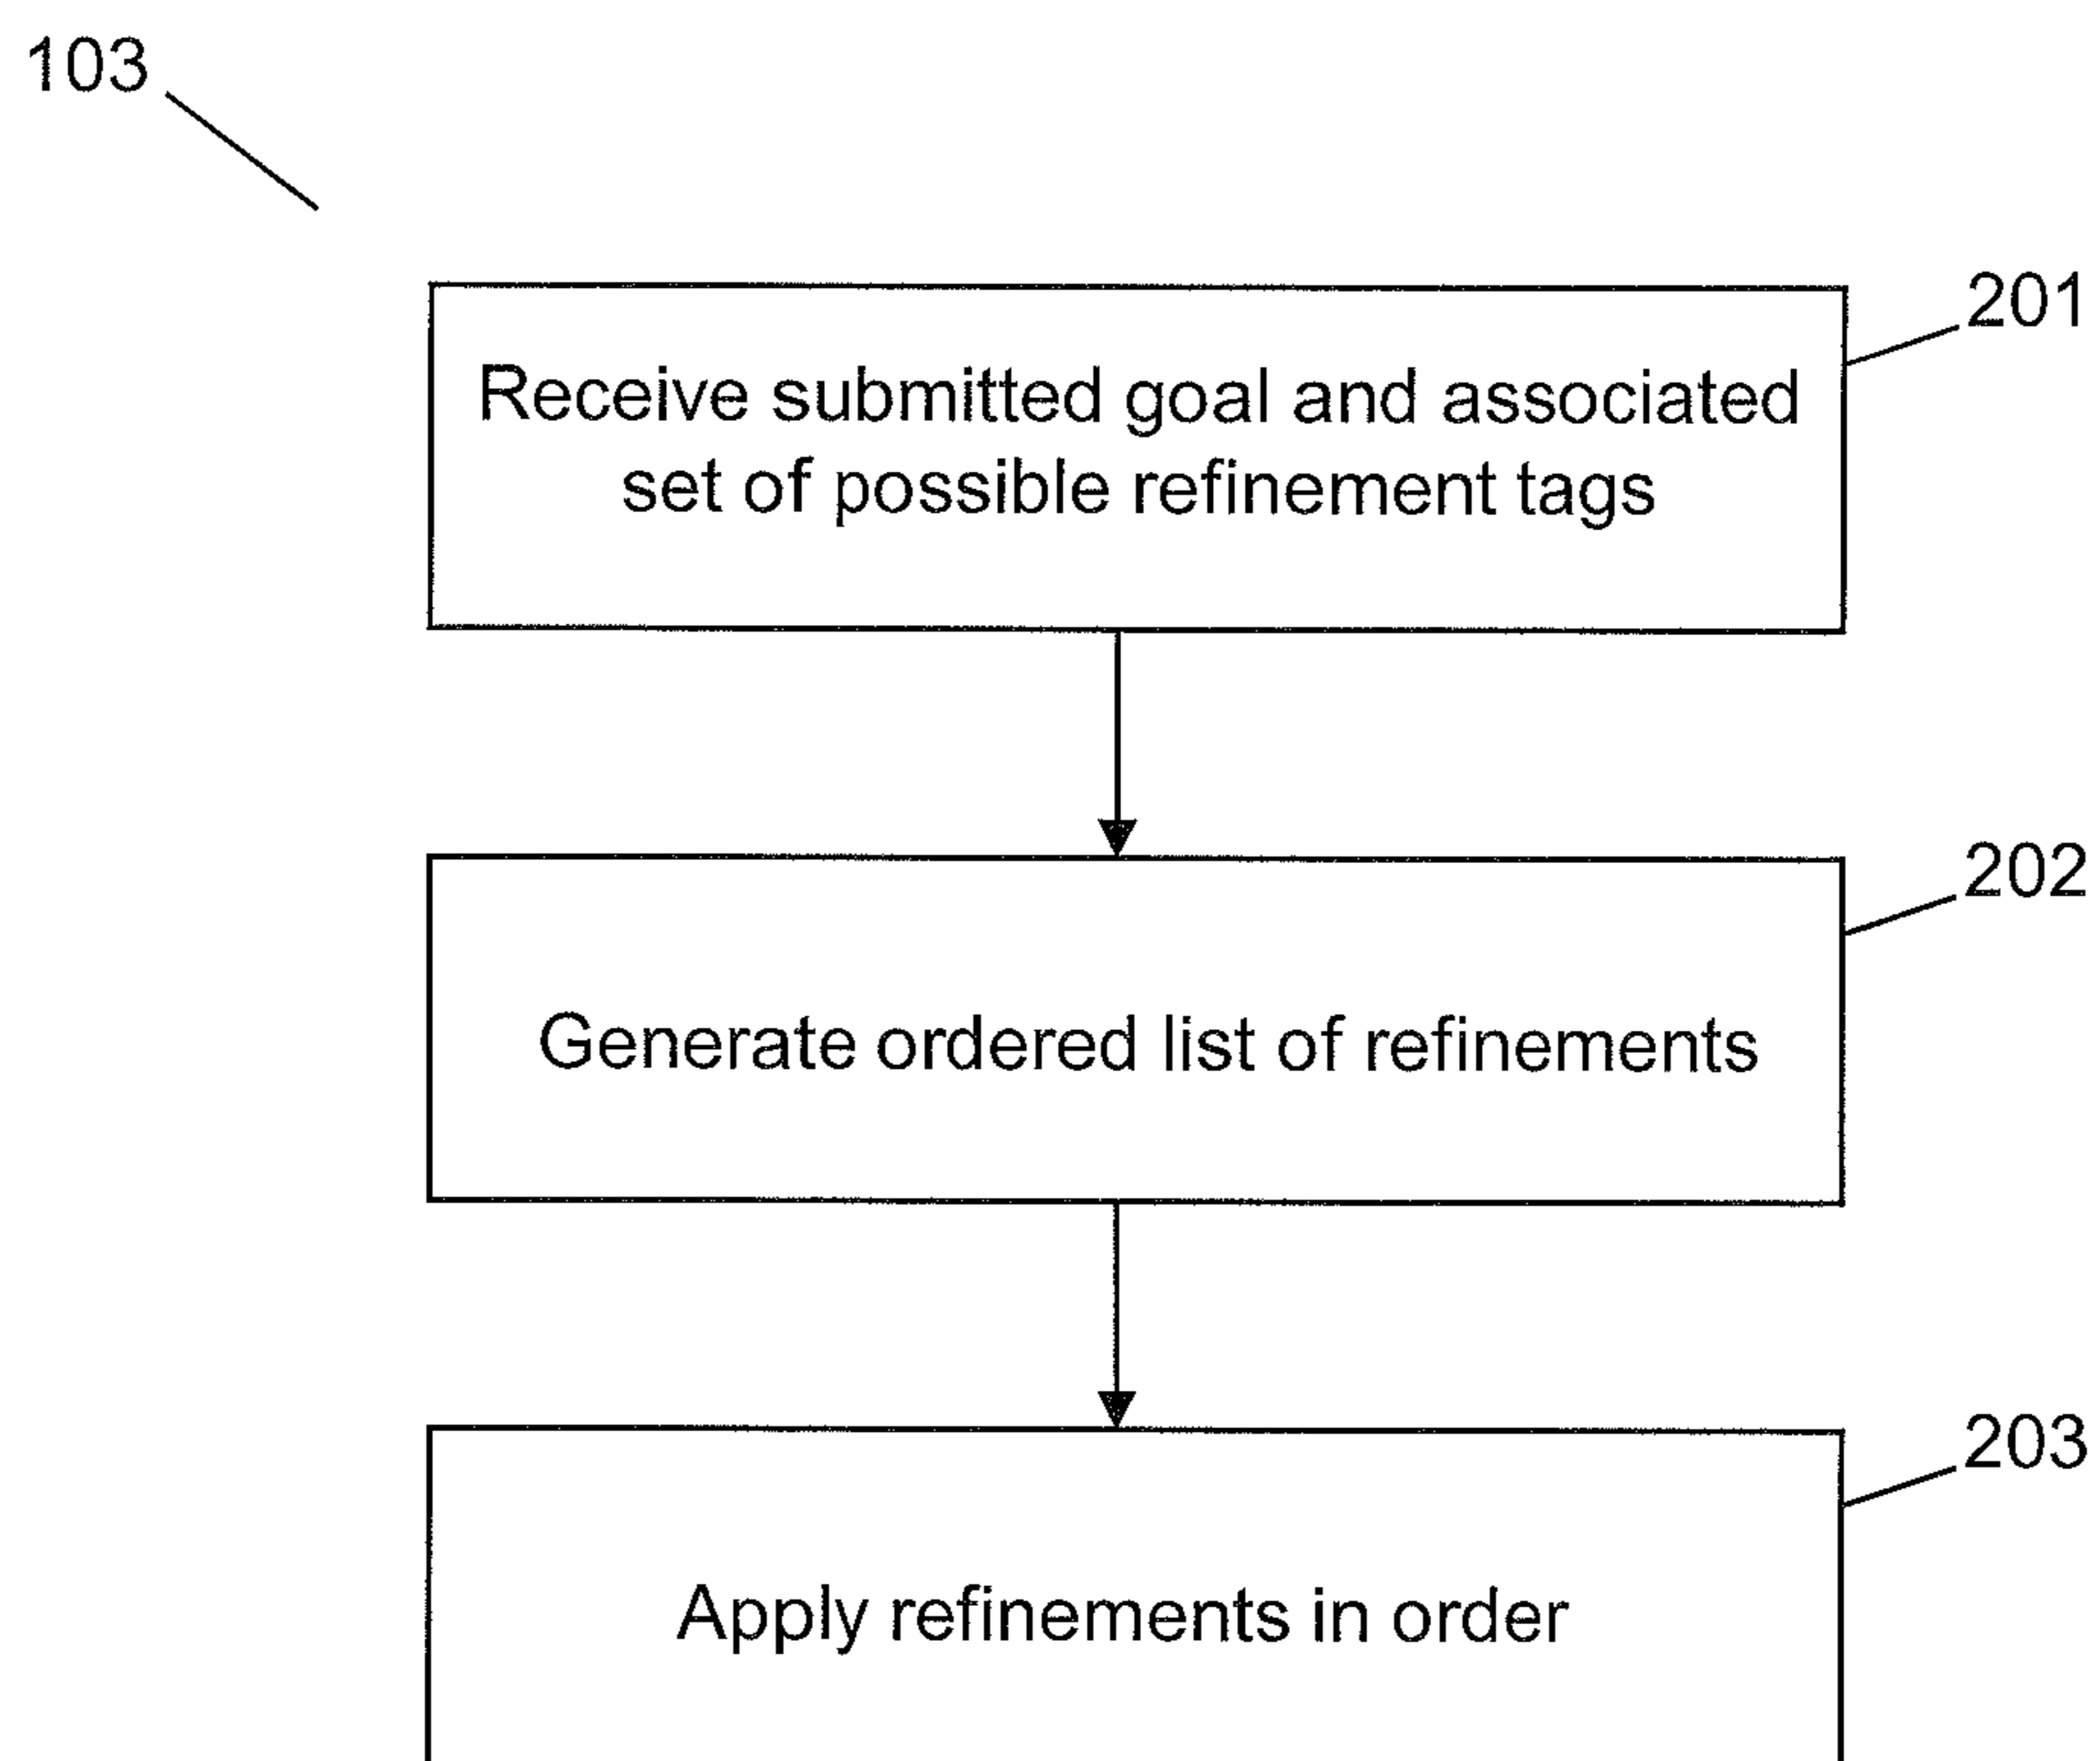 103
201
Receive submitted goal and associated
set of possible refinement tags
202
Generate ordered list of refinements
203
Apply refinements in order